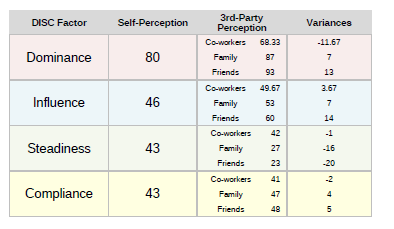 DISC Factor Self-Perception 3rd-Party Perception Variances
Co-workers 68.33 -11.67
Dominance 80 Family 87 7
Friends 93 13
Co-workers 49.67 3.67
Influence 46 Family 53 7
Friends 60 14
Co-workers 42 -1
Steadiness 43 Family 27 -16
Friends 23 -20
Co-workers 41 -2
Compliance 43 Family 47 4
Friends 48 5